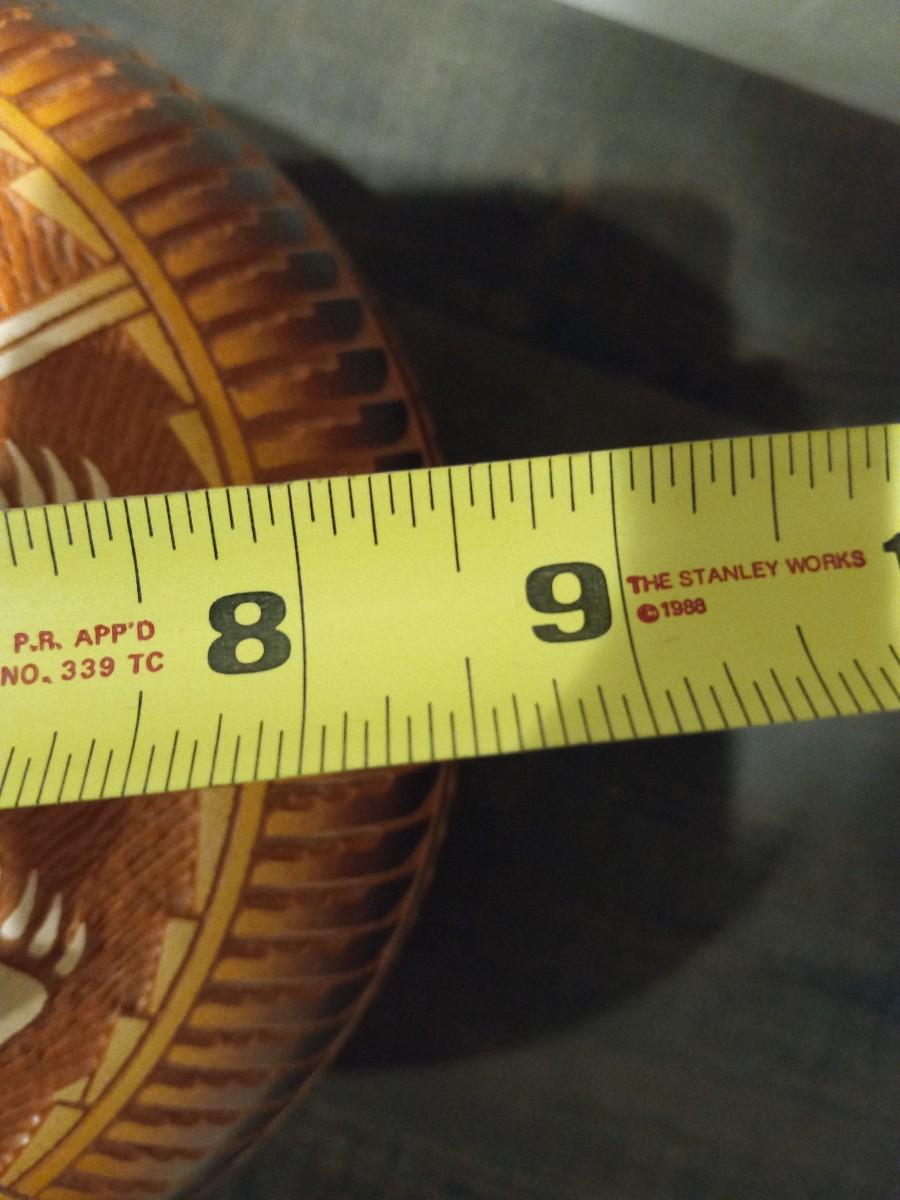 P.R. APP'D
NO. 339 TC
8
9
THE STANLEY WORKS
©1988